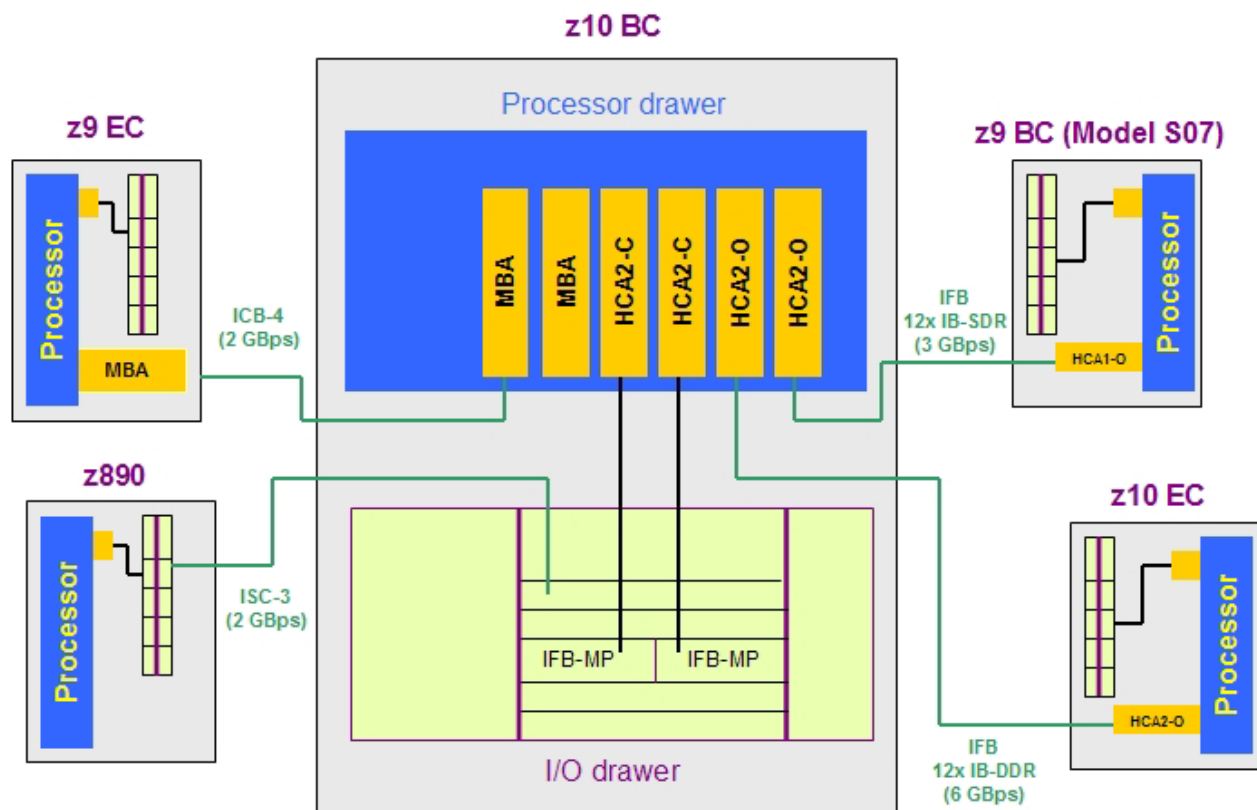 z10 BC
Processor drawer
MBA
MBA
HCA2-C
HCA2-C
HCA2-O
HCA2-O
z9 EC
Processor
MBA
ICB-4
(2 GBps)
z9 BC (Model S07)
IFB
12x IB-SDR
(3 GBps)
HCA1-O
Processor
z890
Processor
ISC-3
(2 GBps)
IFB-MP
IFB-MP
I/O drawer
z10 EC
Processor
HCA2-O
IFB
12x IB-DDR
(6 GBps)